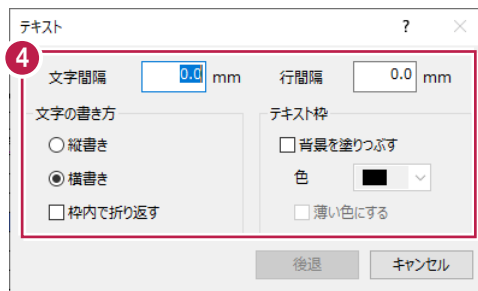 テキスト ?
4
文字間隔 0.0 mm 行間隔 0.0 mm
文字の書き方 テキスト枠
縦書き 背景を塗りつぶす
横書き 色
枠内で折り返す 薄い色にする
後退 キャンセル